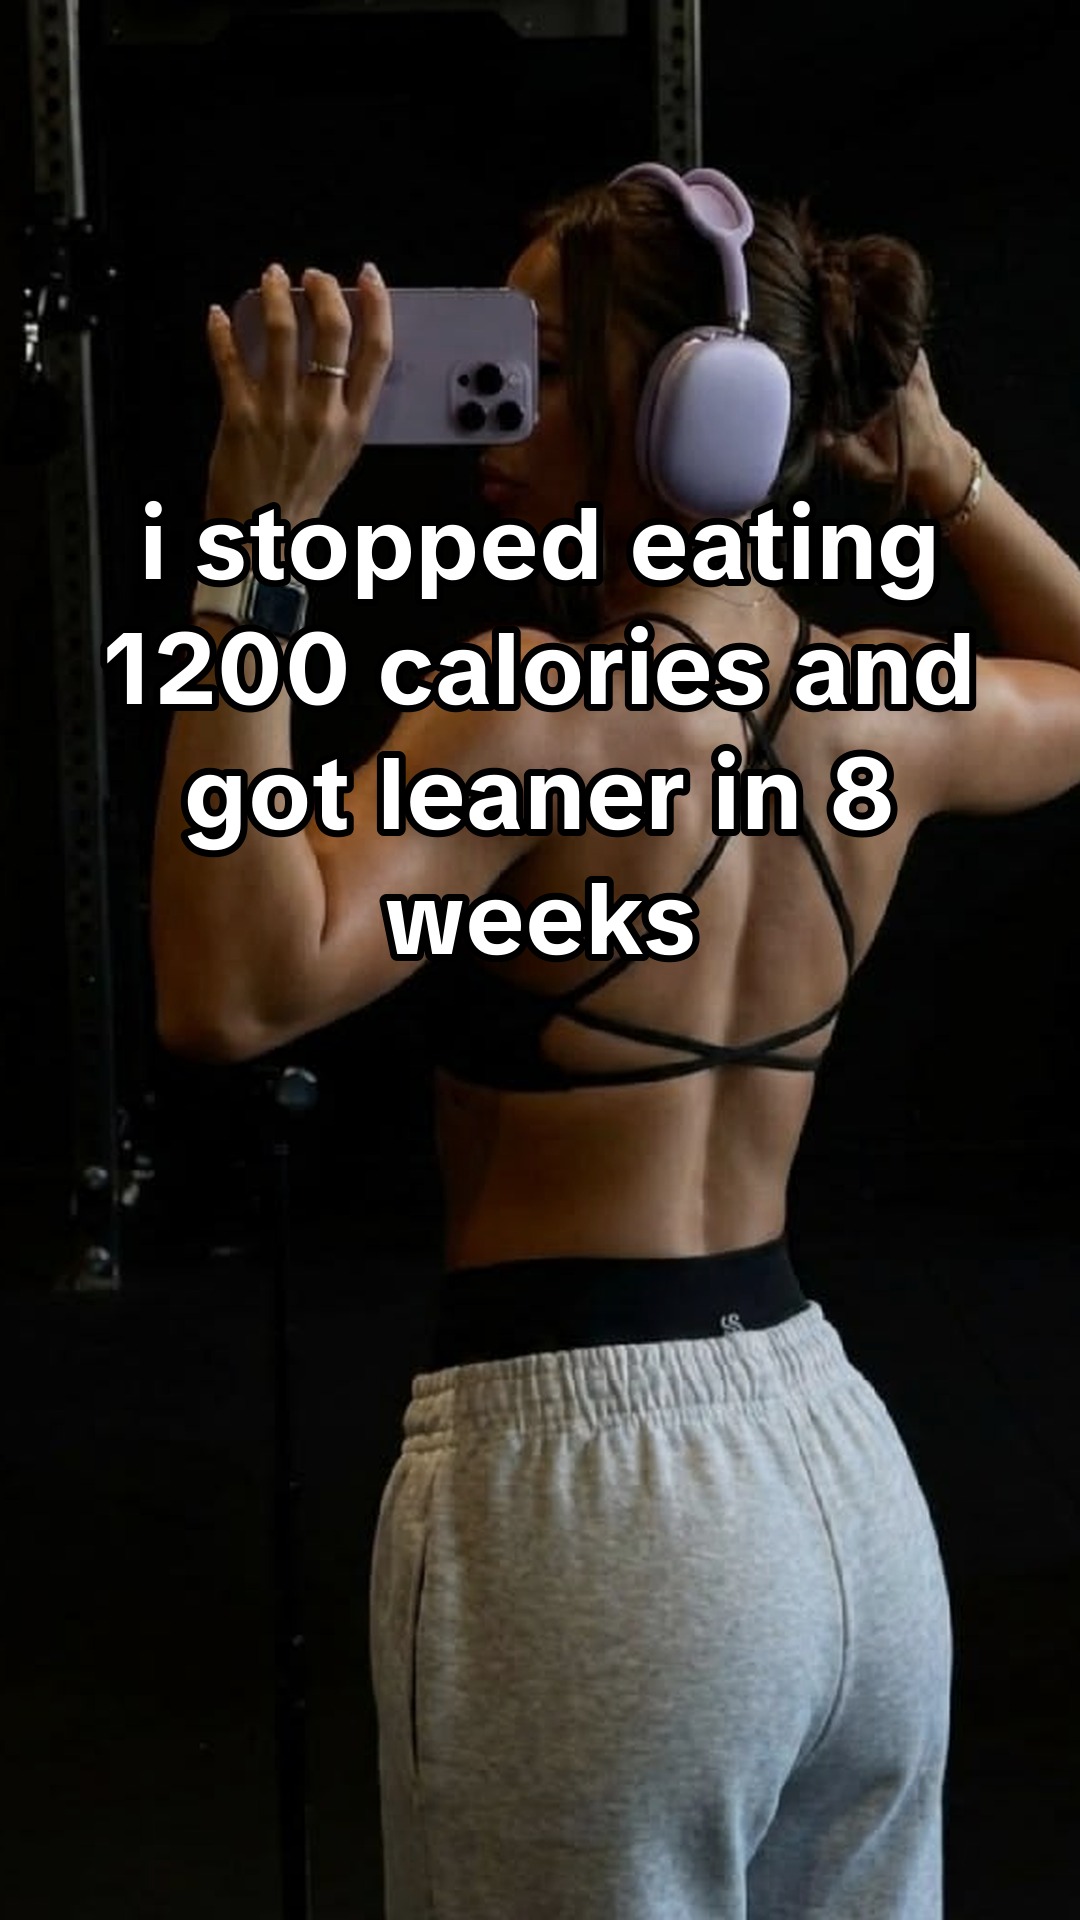 i stopped eating
1200 calories and
got leaner in 8
weeks